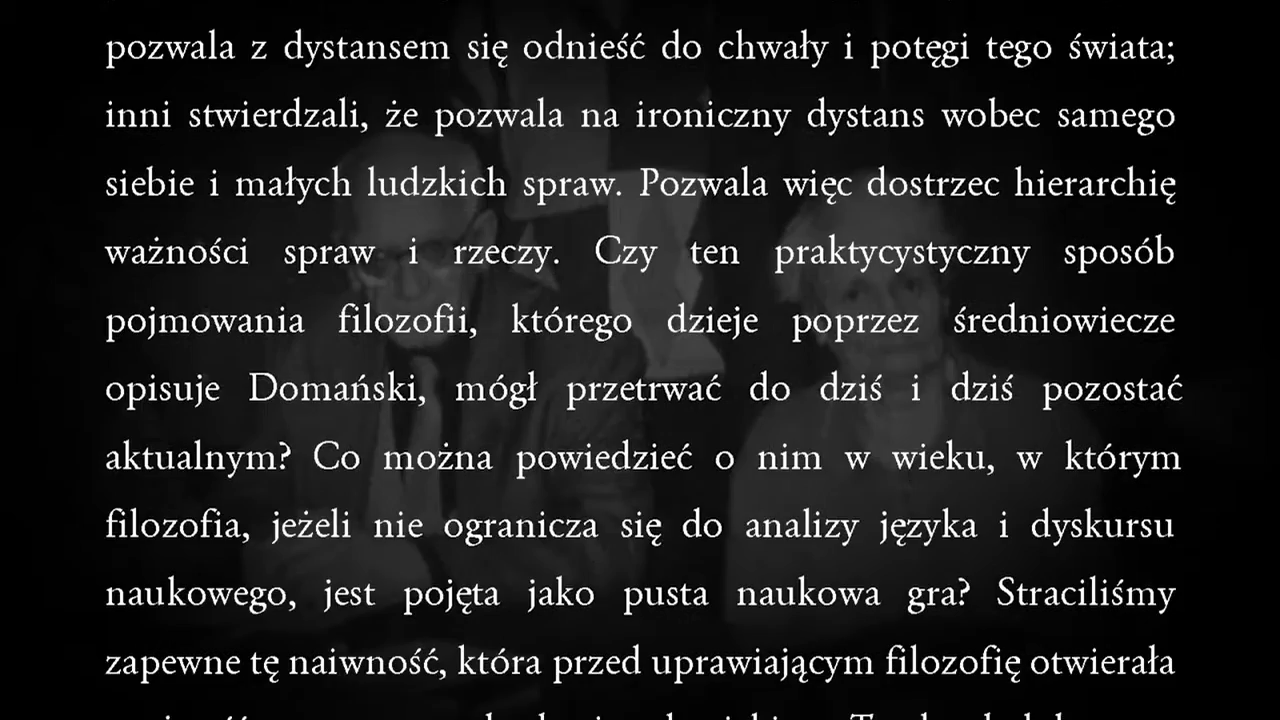 pozwala z dystansem się odnieść do chwały i potęgi tego świata;
inni stwierdzali, że pozwala na ironiczny dystans wobec samego
siebie i małych ludzkich spraw. Pozwala więc dostrzec hierarchię
ważności spraw i rzeczy. Czy ten praktycystyczny sposób
pojmowania filozofii, którego dzieje poprzez średniowiecze
opisuje Domański, mógł przetrwać do dziś i dziś pozostać
aktualnym? Co można powiedzieć o nim w wieku, w którym
filozofia, jeżeli nie ogranicza się do analizy języka i dyskursu
naukowego, jest pojęta jako pusta naukowa gra? Straciliśmy
zapewne tę naiwność, która przed uprawiającym filozofię otwierała